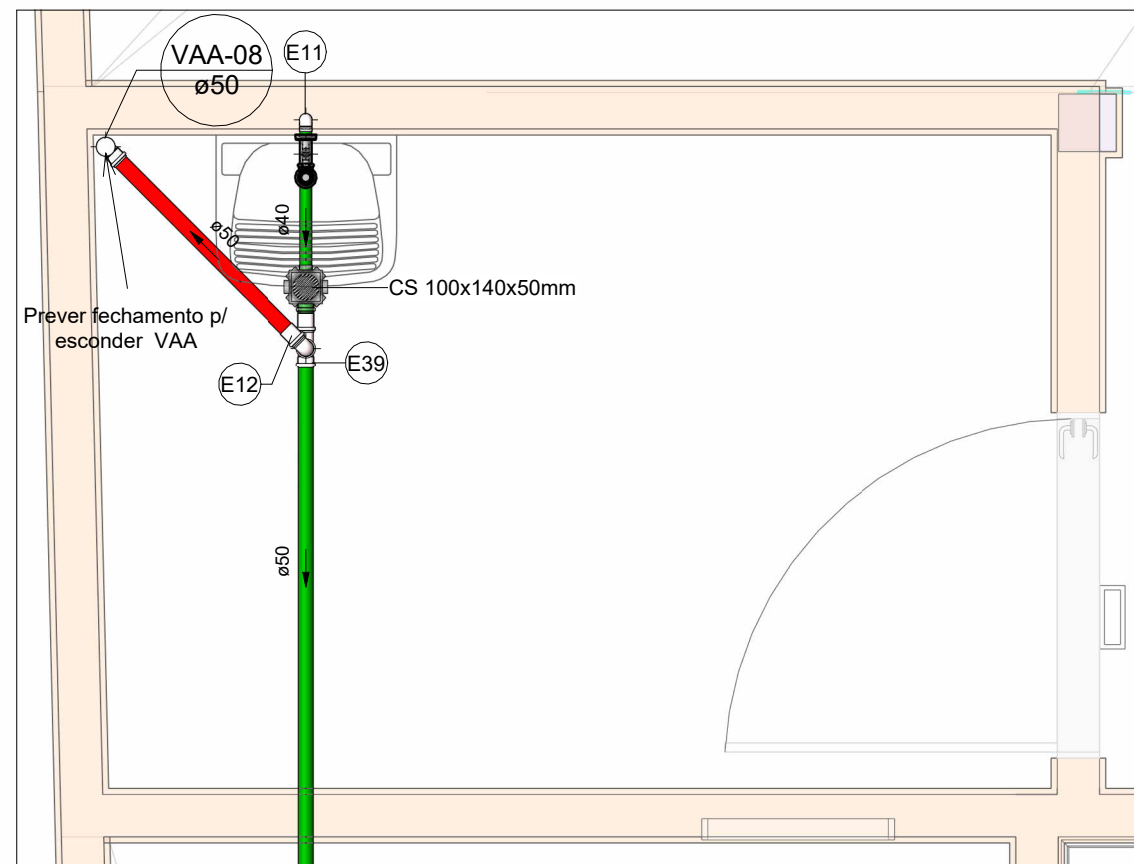 VAA-08
ø50
E11
ø40
ø50
CS 100x140x50mm
Prever fechamento p/
esconder VAA
E39
E12
ø50